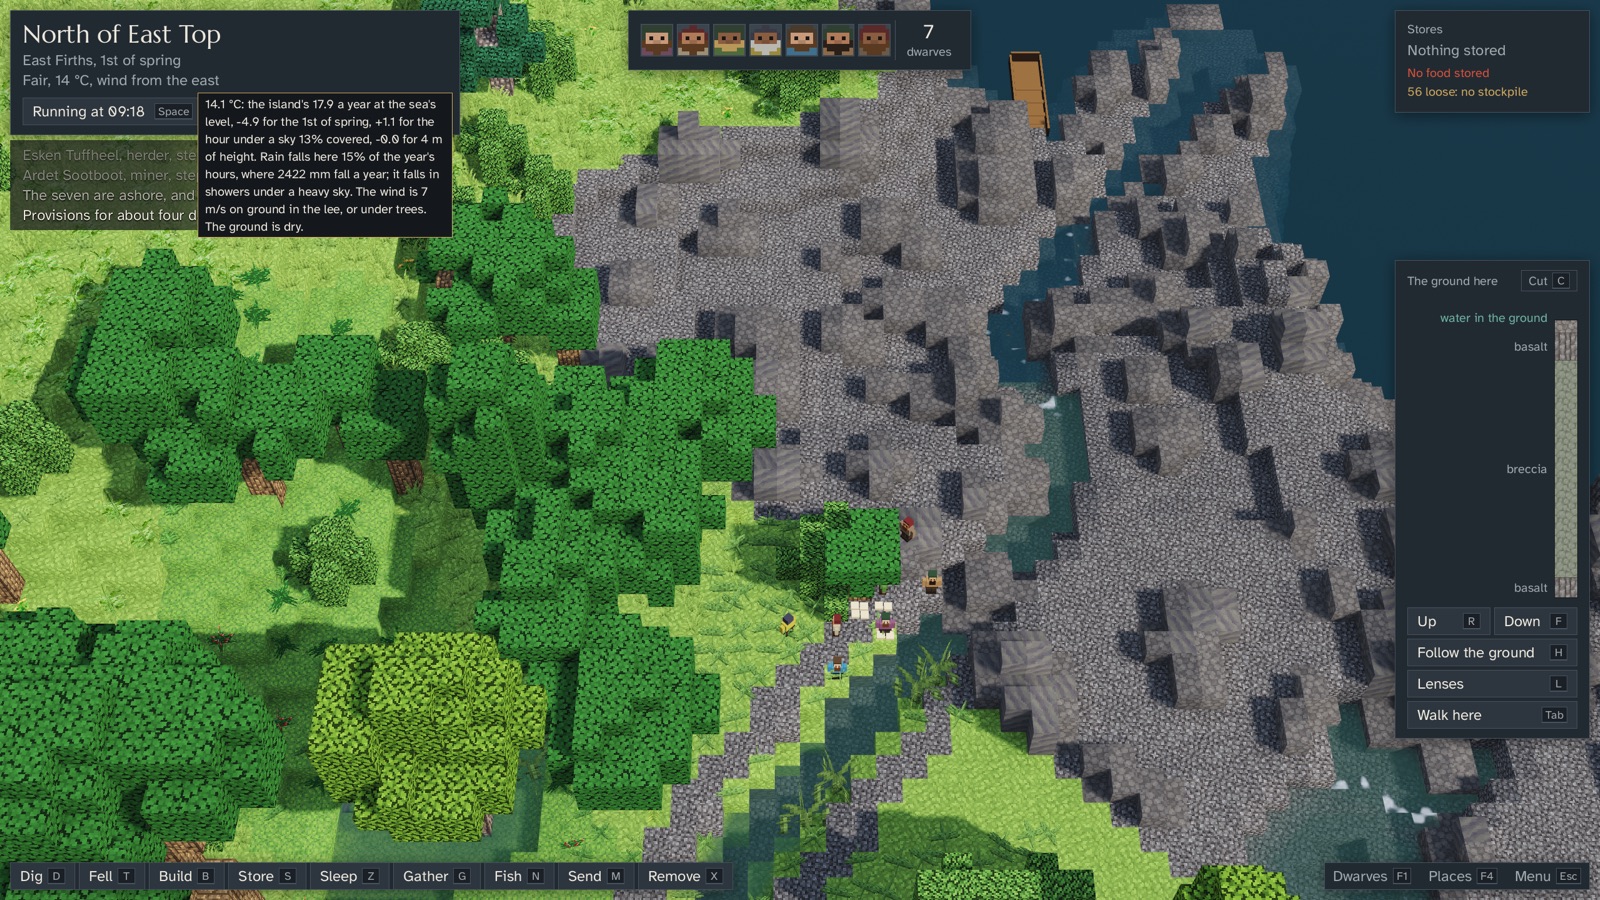 North of East Top
East Firths, 1st of spring
Fair, 14 °C, wind from the east
Running at 09:18 Space
14.1 °C: the island's 17.9 a year at the sea's
level, -4.9 for the 1st of spring, +1.1 for the
hour under a sky 13% covered, -0.0 for 4 m
of height. Rain falls here 15% of the year's
hours, where 2422 mm fall a year; it falls in
showers under a heavy sky. The wind is 7
m/s on ground in the lee, or under trees.
The ground is dry.
Esken Tuffheel, herder, ste
Ardet Sootboot, miner, ste
The seven are ashore, and
Provisions for about four d
7
dwarves
Stores
Nothing stored
No food stored
56 loose: no stockpile
The ground here
Cut C
water in the ground
basalt
breccia
basalt
Up R
Down F
Follow the ground H
Lenses L
Walk here Tab
Dig D
Fell T
Build B
Store S
Sleep Z
Gather G
Fish N
Send M
Remove X
Dwarves F1
Places F4
Menu Esc